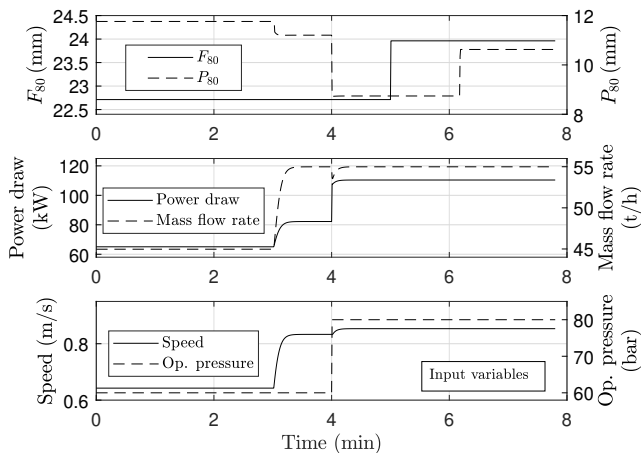 24.5
24
23.5
23
22.5
F80 (mm)
F80
P80
12
10
8
P80 (mm)
0 2 4 6 8
120
100
80
60
Power draw
(kW)
Power draw
Mass flow rate
55
50
45
Mass flow rate
(t/h)
0 2 4 6 8
0.8
0.6
Speed (m/s)
Speed
Op. pressure
Input variables
80
70
60
Op. pressure
(bar)
0 2 4 6 8
Time (min)